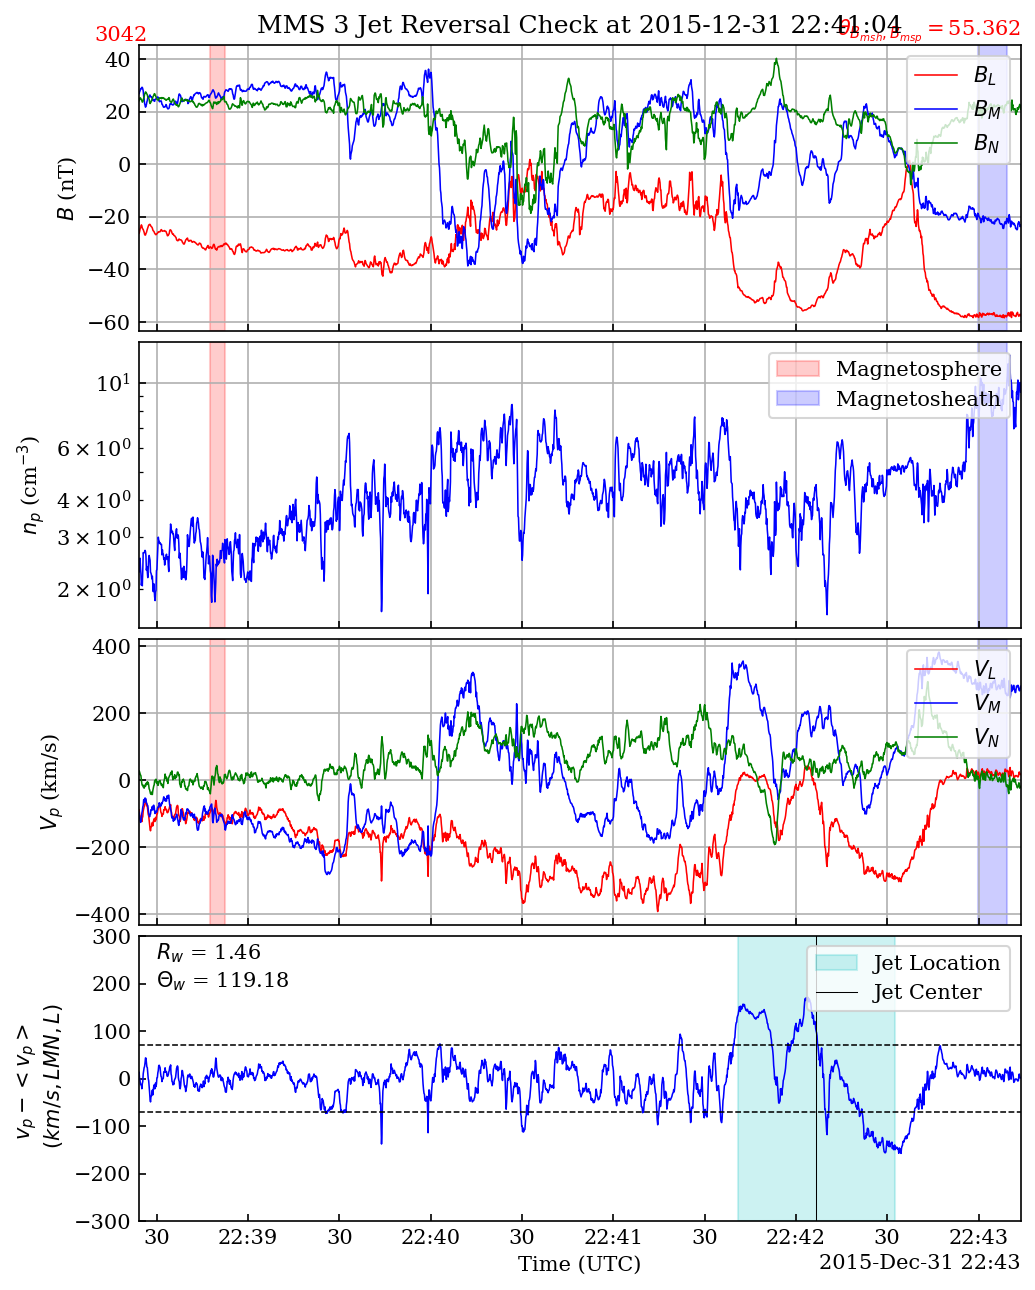 3042
MMS 3 Jet Reversal Check at 2015-12-31 22:41:04
θ_{B_{msh}, B_{msp}} = 55.362
B (nT)
40
20
0
−20
−40
−60
B_L
B_M
B_N
n_p (cm^{−3})
10^1
6 × 10^0
4 × 10^0
3 × 10^0
2 × 10^0
Magnetosphere
Magnetosheath
V_p (km/s)
400
200
0
−200
−400
V_L
V_M
V_N
v_p − < v_p >
(km/s, LMN, L)
300
200
100
0
−100
−200
−300
R_w = 1.46
Θ_w = 119.18
Jet Location
Jet Center
30 22:39 30 22:40 30 22:41 30 22:42 30 22:43
Time (UTC)
2015-Dec-31 22:43